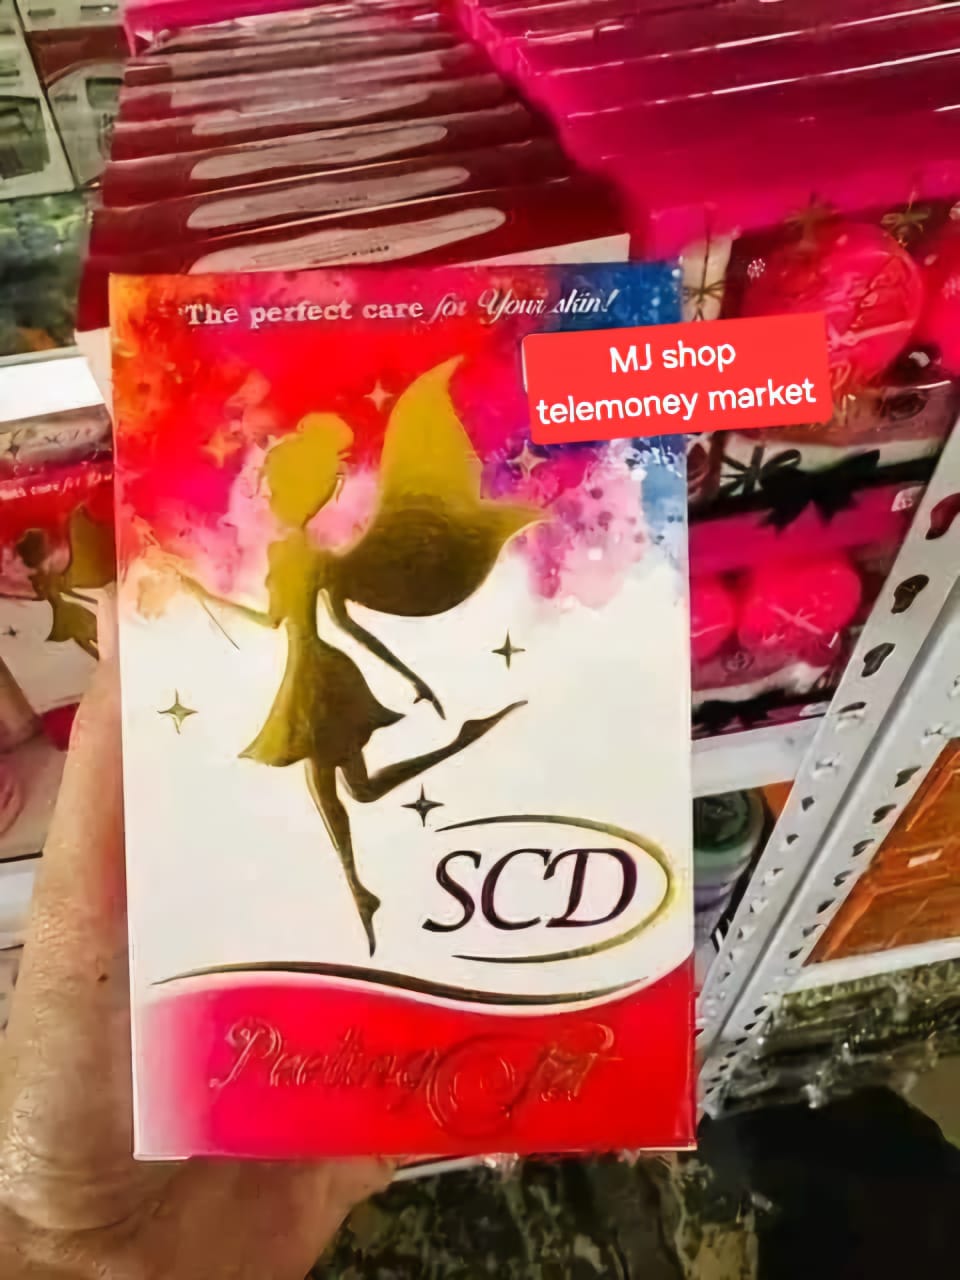 The perfect care for Your skin!
MJ shop
telemoney market
SCD
Peeling Set